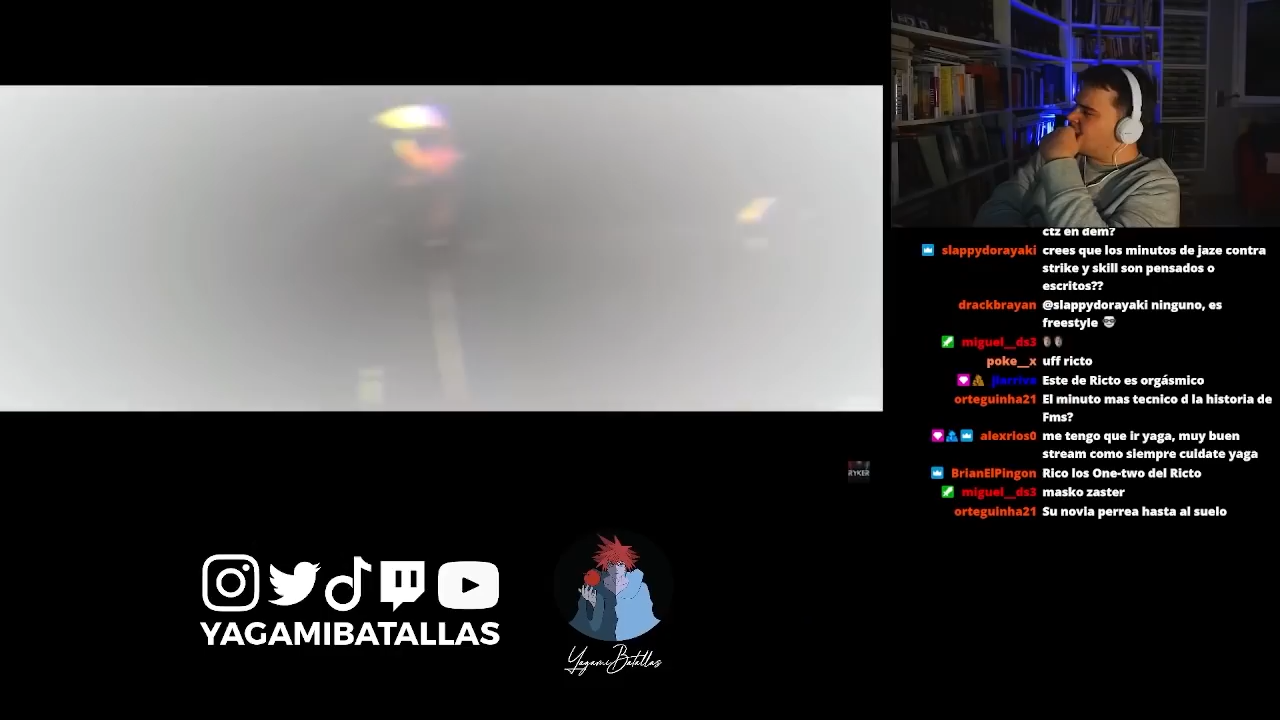 ctz en dem?
slappydorayaki crees que los minutos de jaze contra
strike y skill son pensados o
escritos??
drackbrayan @slappydorayaki ninguno, es
freestyle
miguel__ds3
poke__x uff ricto
Este de Ricto es orgásmico
orteguinha21 El minuto mas tecnico d la historia de
Fms?
alexrios0 me tengo que ir yaga, muy buen
stream como siempre cuidate yaga
BrianElPingon Rico los One-two del Ricto
miguel__ds3 masko zaster
orteguinha21 Su novia perrea hasta al suelo
RYKER
YAGAMIBATALLAS
YagamiBatallas